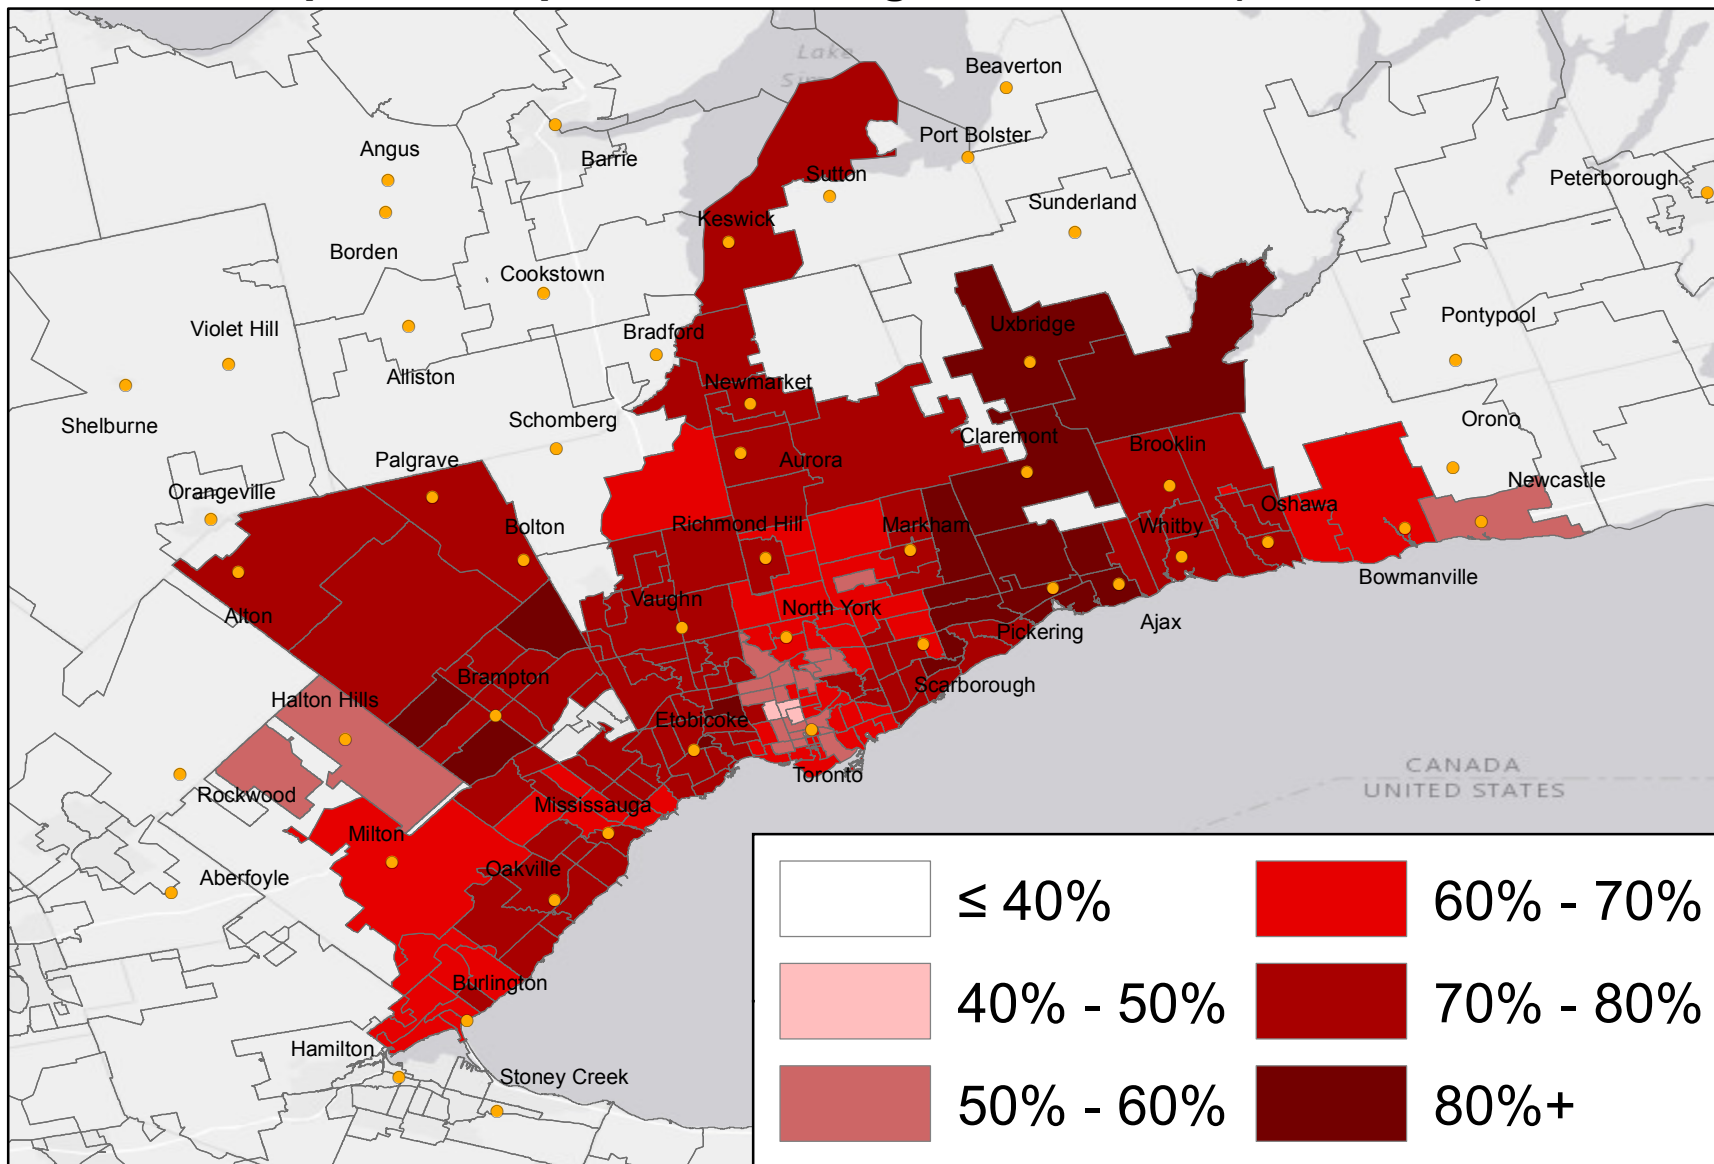 Lake
Beaverton
Port Bolster
Angus
Barrie
Sutton
Peterborough
Keswick
Sunderland
Borden
Cookstown
Violet Hill
Bradford
Uxbridge
Pontypool
Alliston
Newmarket
Shelburne
Schomberg
Claremont
Brooklin
Orono
Palgrave
Aurora
Orangeville
Newcastle
Bolton
Richmond Hill
Markham
Whitby
Oshawa
Bowmanville
Alton
Vaughn
North York
Pickering
Ajax
Brampton
Scarborough
Halton Hills
Etobicoke
Toronto
CANADA
UNITED STATES
Rockwood
Mississauga
Milton
Aberfoyle
Oakville
Burlington
Hamilton
Stoney Creek
≤ 40%
40% - 50%
50% - 60%
60% - 70%
70% - 80%
80%+